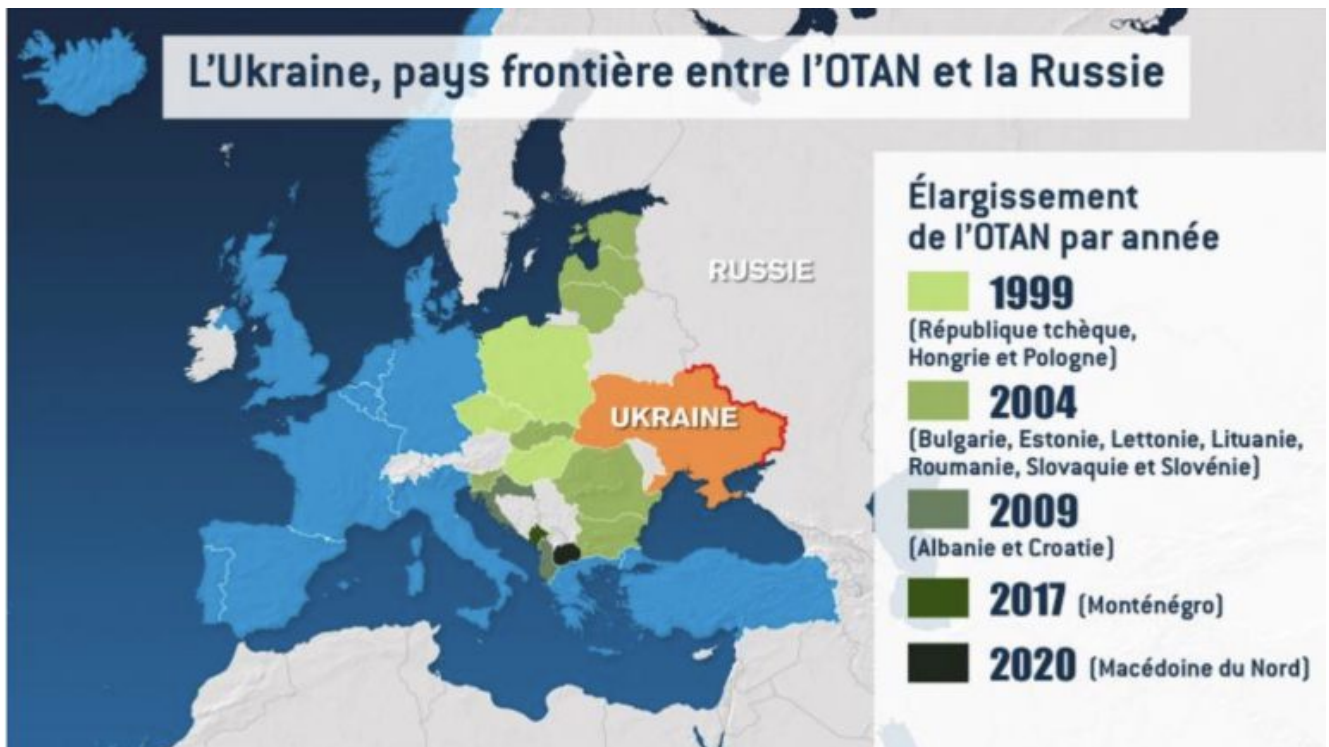 L'Ukraine, pays frontière entre l'OTAN et la Russie
Élargissement
de l'OTAN par année
1999
(République tchèque,
Hongrie et Pologne)
2004
(Bulgarie, Estonie, Lettonie, Lituanie,
Roumanie, Slovaquie et Slovénie)
2009
(Albanie et Croatie)
2017 (Monténégro)
2020 (Macédoine du Nord)
RUSSIE
UKRAINE